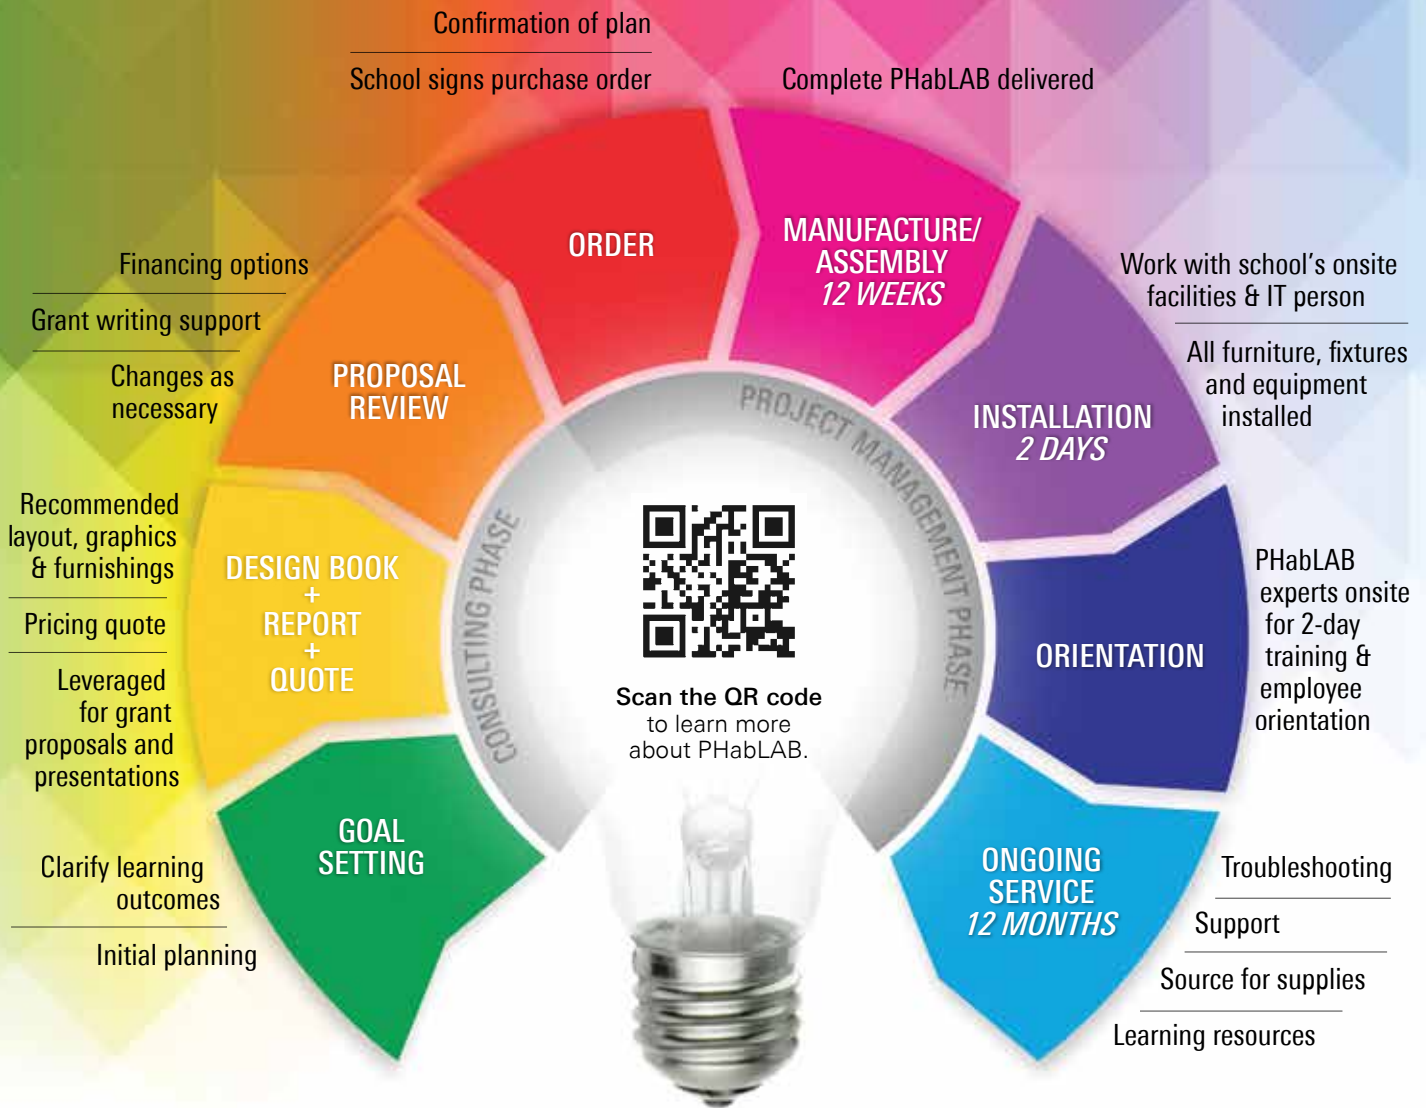 Confirmation of plan
School signs purchase order
Complete PHabLAB delivered
ORDER
MANUFACTURE/
ASSEMBLY
12 WEEKS
Financing options
Grant writing support
Changes as
necessary
PROPOSAL
REVIEW
Work with school's onsite
facilities & IT person
All furniture, fixtures
and equipment
installed
INSTALLATION
2 DAYS
Recommended
layout, graphics
& furnishings
Pricing quote
Leveraged
for grant
proposals and
presentations
DESIGN BOOK
+
REPORT
+
QUOTE
CONSULTING PHASE
PROJECT MANAGEMENT PHASE
Scan the QR code
to learn more
about PHabLAB.
ORIENTATION
PHabLAB
experts onsite
for 2-day
training &
employee
orientation
GOAL
SETTING
Clarify learning
outcomes
Initial planning
ONGOING
SERVICE
12 MONTHS
Troubleshooting
Support
Source for supplies
Learning resources